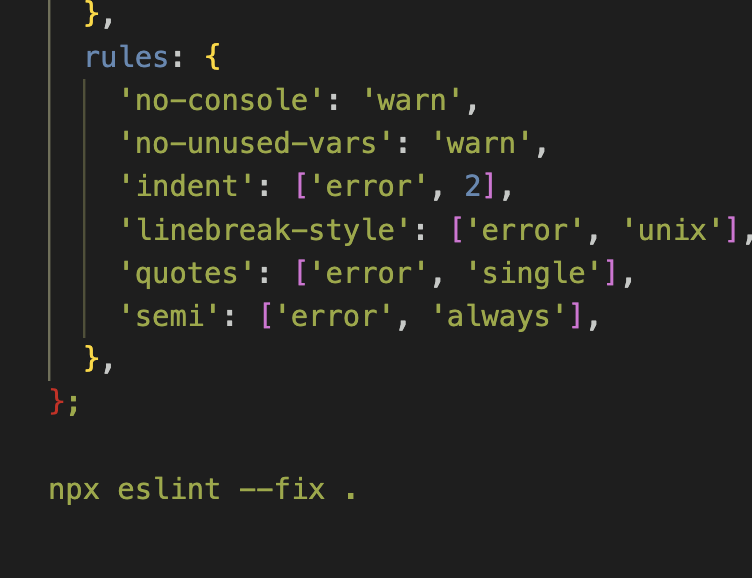 },
rules: {
'no-console': 'warn',
'no-unused-vars': 'warn',
'indent': ['error', 2],
'linebreak-style': ['error', 'unix'],
'quotes': ['error', 'single'],
'semi': ['error', 'always'],
},
};
npx eslint --fix .